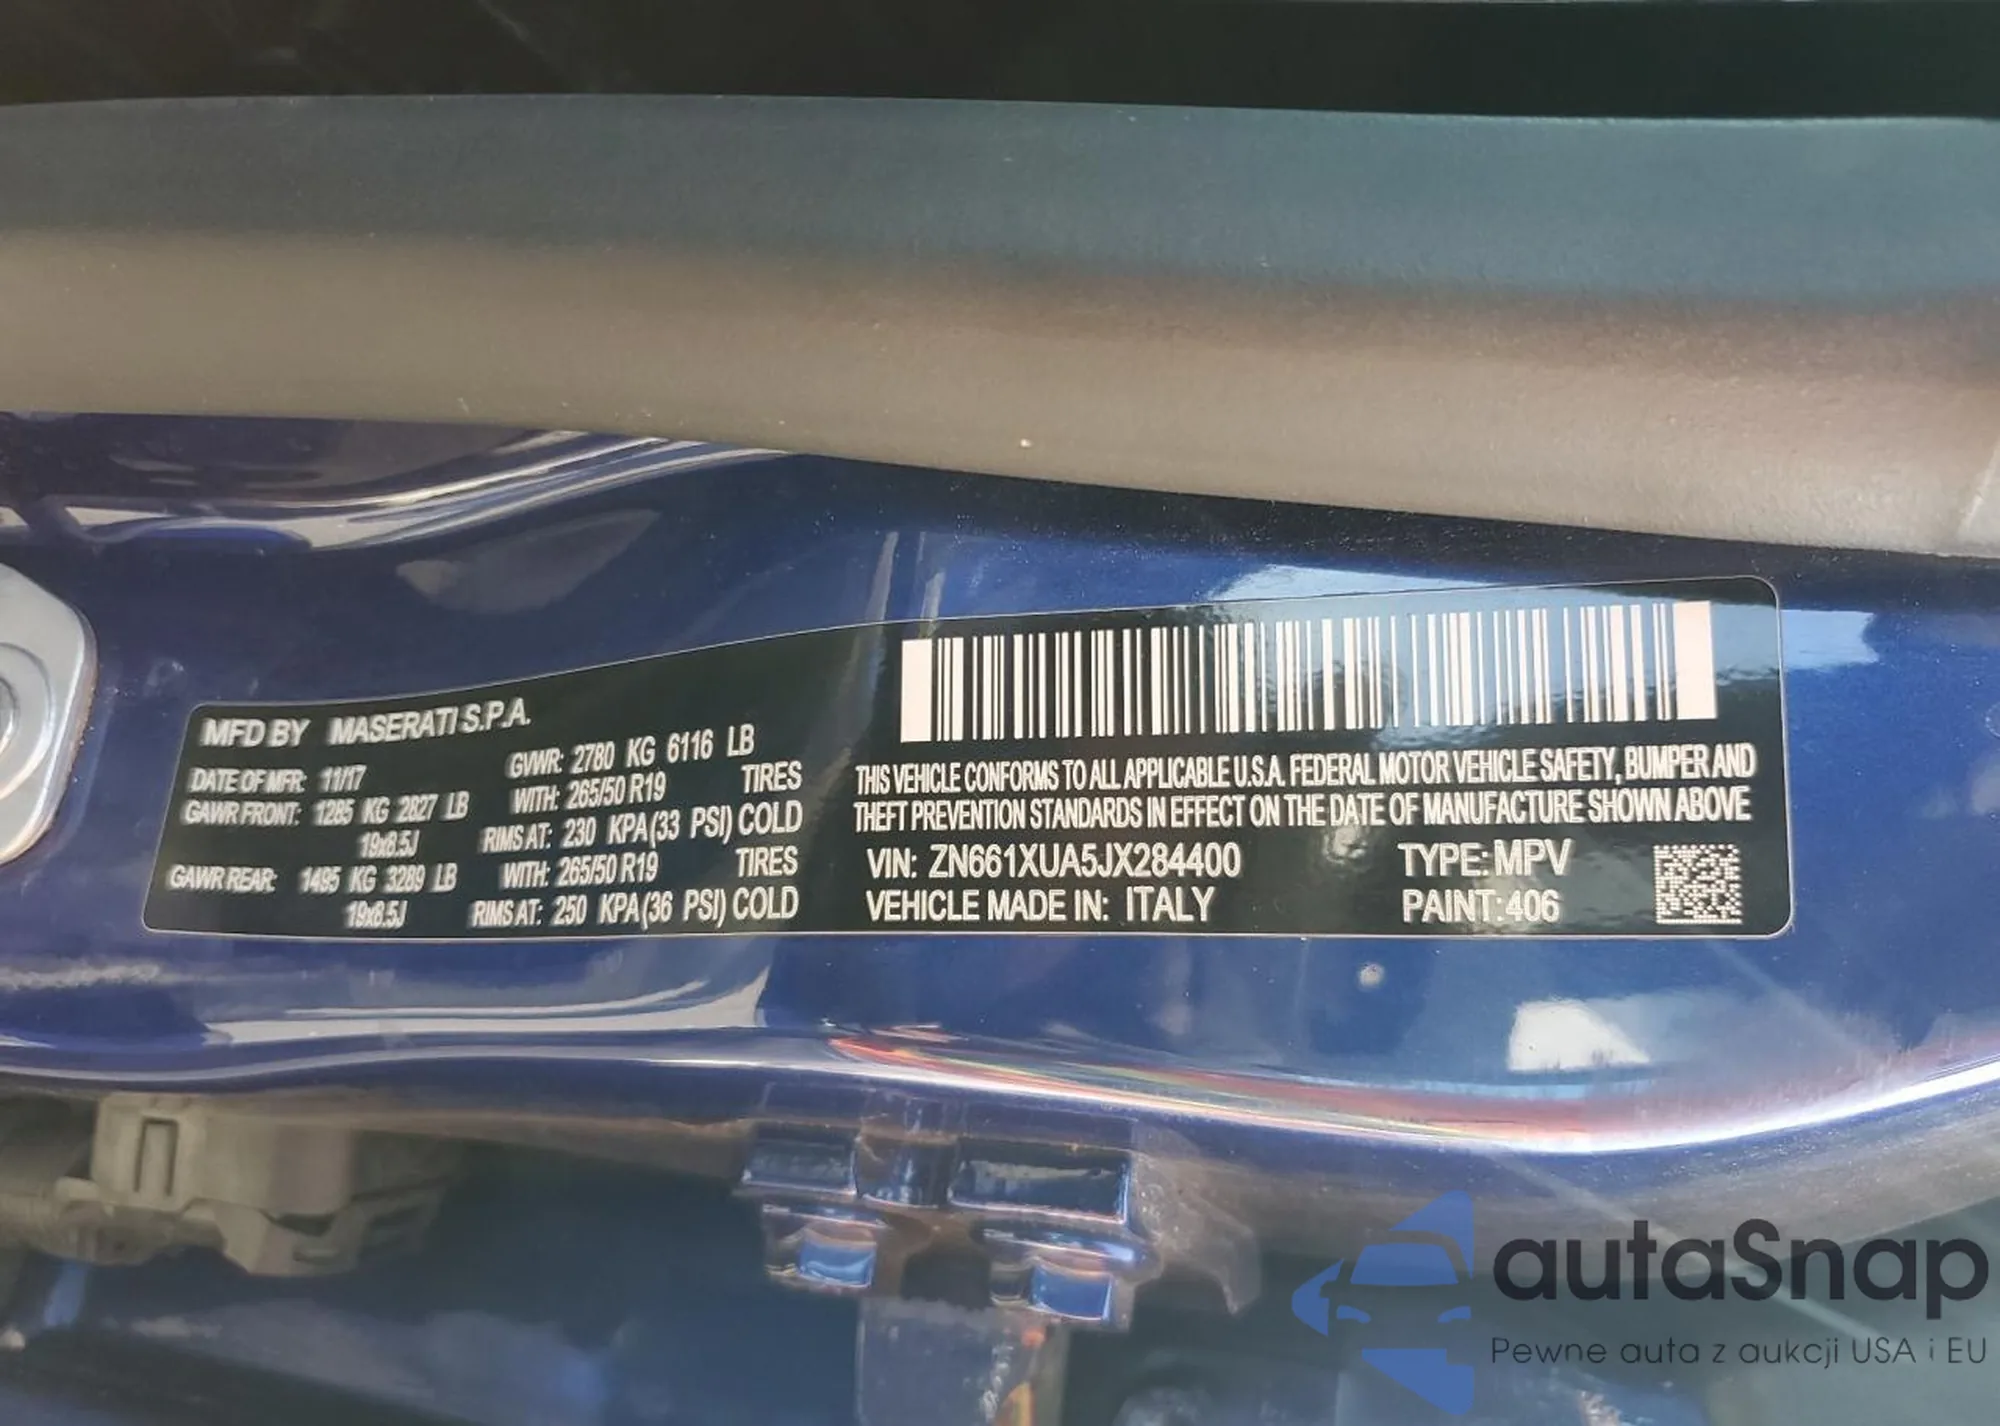 MFD BY MASERATI S.P.A.
DATE OF MFR: 11/17 GVWR: 2780 KG 6116 LB
GAWR FRONT: 1285 KG 2827 LB WITH: 265/50 R19 TIRES
19x8.5J RIMS AT: 230 KPA(33 PSI) COLD
GAWR REAR: 1495 KG 3289 LB WITH: 265/50 R19 TIRES
19x8.5J RIMS AT: 250 KPA(36 PSI) COLD
THIS VEHICLE CONFORMS TO ALL APPLICABLE U.S.A. FEDERAL MOTOR VEHICLE SAFETY, BUMPER AND
THEFT PREVENTION STANDARDS IN EFFECT ON THE DATE OF MANUFACTURE SHOWN ABOVE
VIN: ZN661XUA5JX284400 TYPE: MPV
VEHICLE MADE IN: ITALY PAINT: 406
autaSnap
Pewne auta z aukcji USA i EU